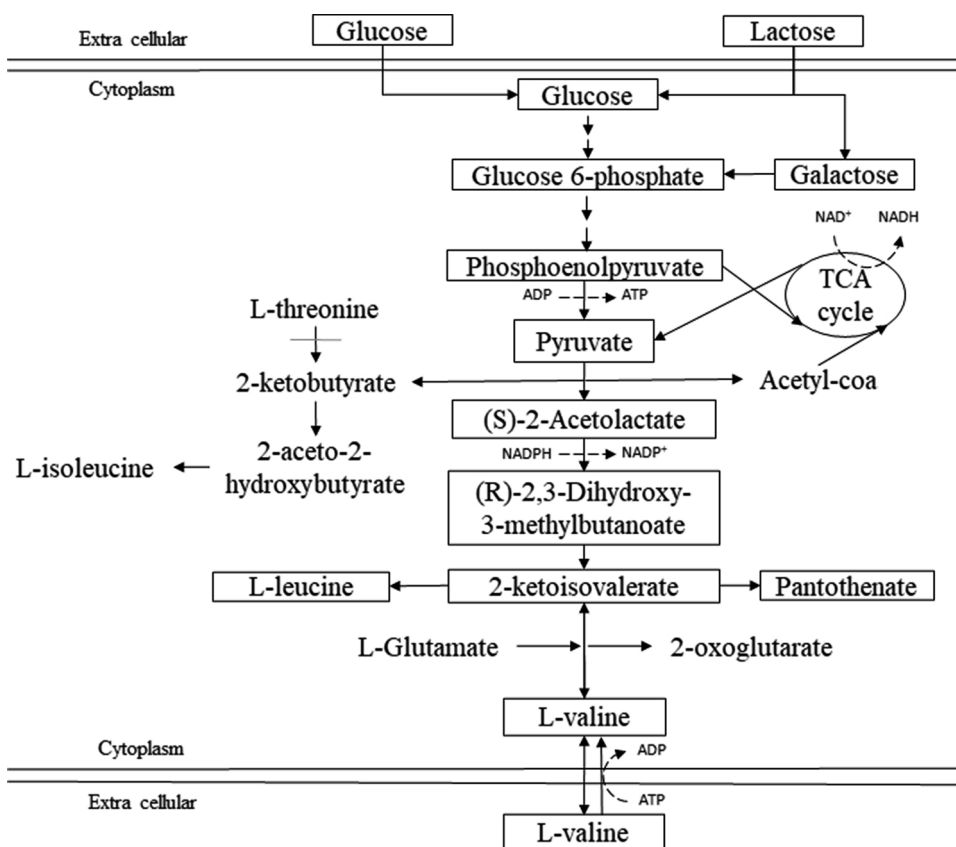 Extra cellular
Glucose
Lactose
Cytoplasm
Glucose
Glucose 6-phosphate
Galactose
NAD⁺
NADH
Phosphoenolpyruvate
TCA
cycle
ADP
ATP
L-threonine
Pyruvate
2-ketobutyrate
Acetyl-coa
(S)-2-Acetolactate
L-isoleucine
2-aceto-2-
hydroxybutyrate
NADPH
NADP⁺
(R)-2,3-Dihydroxy-
3-methylbutanoate
L-leucine
2-ketoisovalerate
Pantothenate
L-Glutamate
2-oxoglutarate
L-valine
Cytoplasm
ADP
Extra cellular
ATP
L-valine